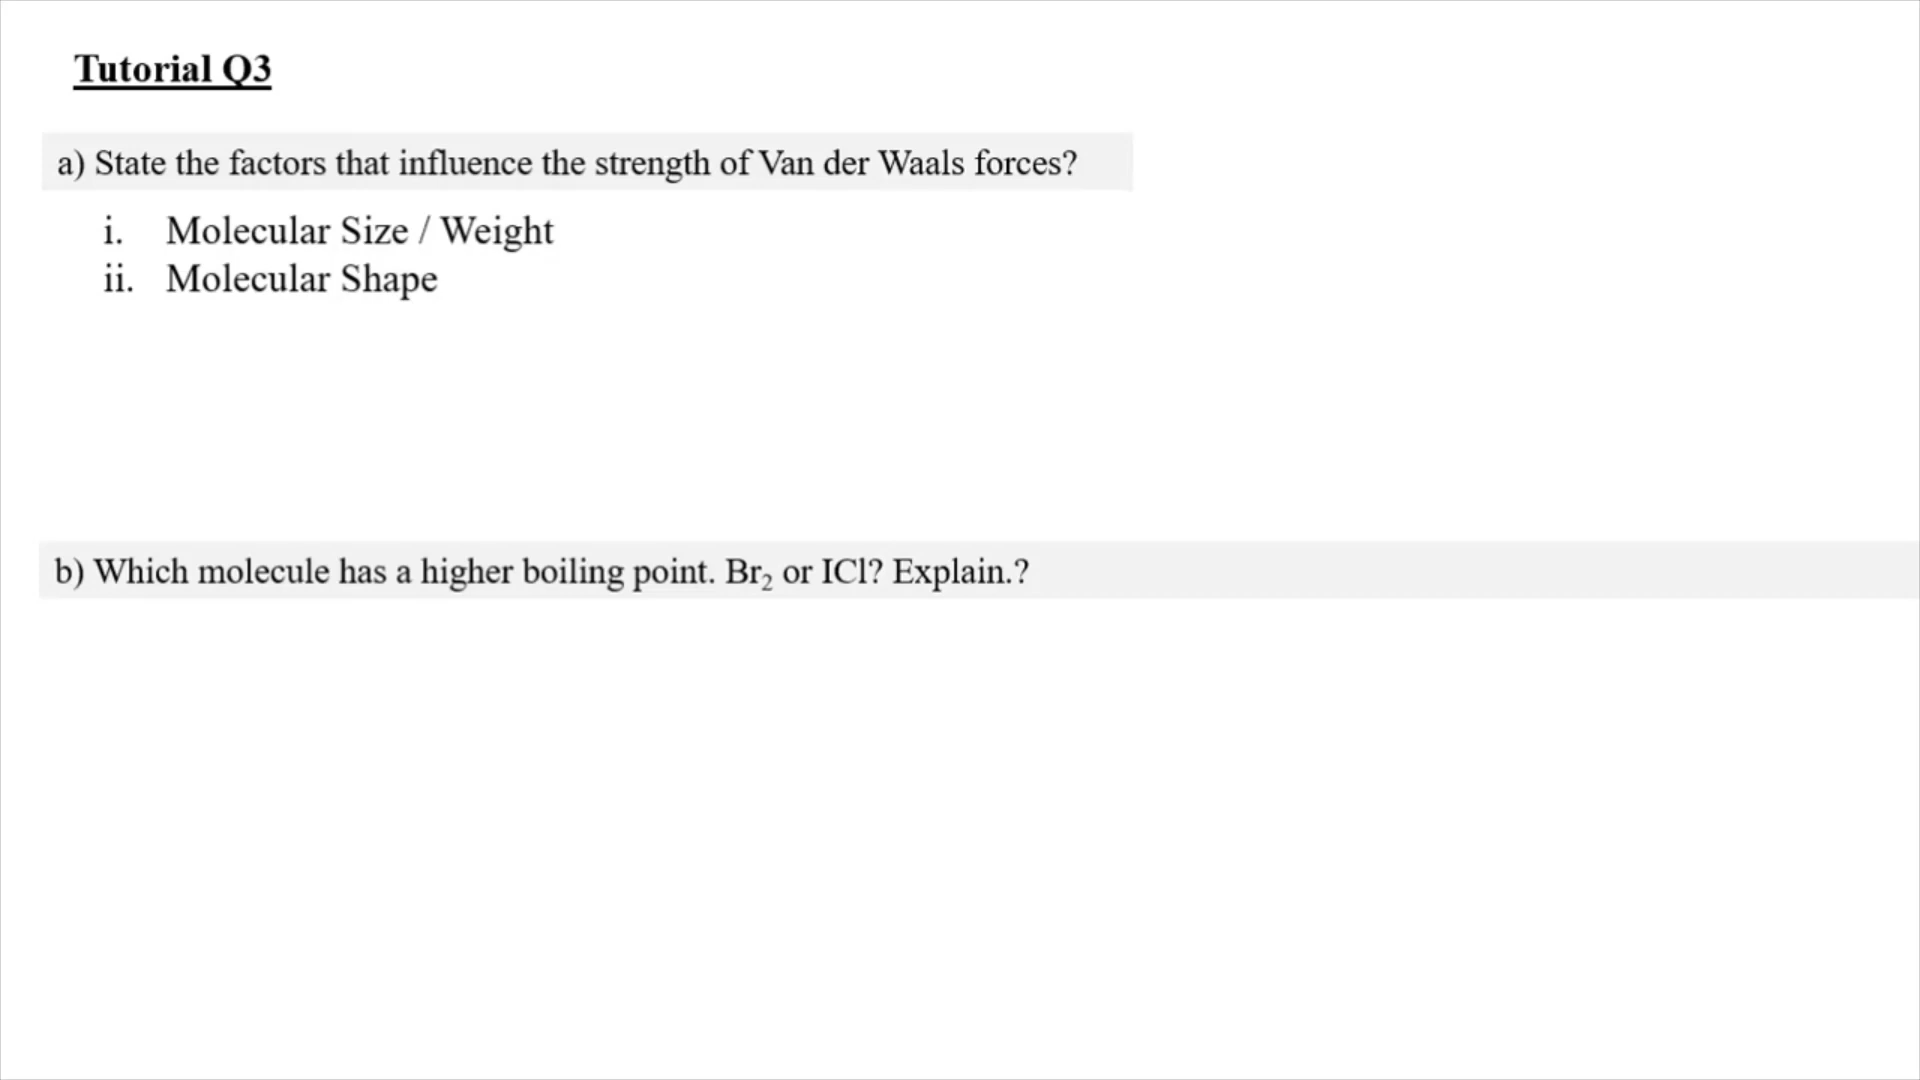 Tutorial Q3
a) State the factors that influence the strength of Van der Waals forces?
i. Molecular Size / Weight
ii. Molecular Shape
b) Which molecule has a higher boiling point. Br₂ or ICl? Explain.?